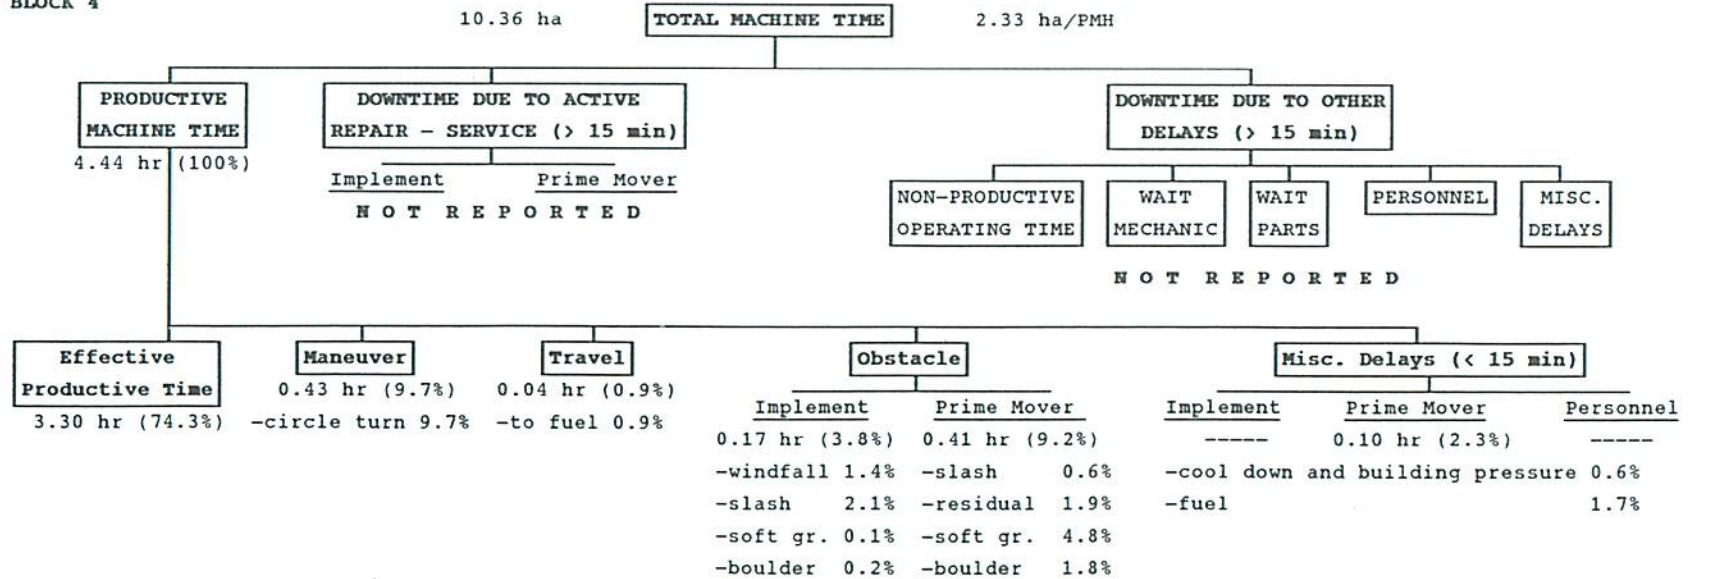 BLOCK 4
10.36 ha TOTAL MACHINE TIME 2.33 ha/PMH
PRODUCTIVE
MACHINE TIME
4.44 hr (100%)
DOWNTIME DUE TO ACTIVE
REPAIR - SERVICE (> 15 min)
Implement Prime Mover
NOT REPORTED
DOWNTIME DUE TO OTHER
DELAYS (> 15 min)
NON-PRODUCTIVE
OPERATING TIME
WAIT
MECHANIC
WAIT
PARTS
PERSONNEL
MISC.
DELAYS
NOT REPORTED
Effective
Productive Time
3.30 hr (74.3%)
Maneuver
0.43 hr (9.7%)
-circle turn 9.7%
Travel
0.04 hr (0.9%)
-to fuel 0.9%
Obstacle
Implement
0.17 hr (3.8%)
-windfall 1.4%
-slash 2.1%
-soft gr. 0.1%
-boulder 0.2%
Prime Mover
0.41 hr (9.2%)
-slash 0.6%
-residual 1.9%
-soft gr. 4.8%
-boulder 1.8%
Misc. Delays (< 15 min)
Implement Prime Mover Personnel
----- 0.10 hr (2.3%) -----
-cool down and building pressure 0.6%
-fuel 1.7%